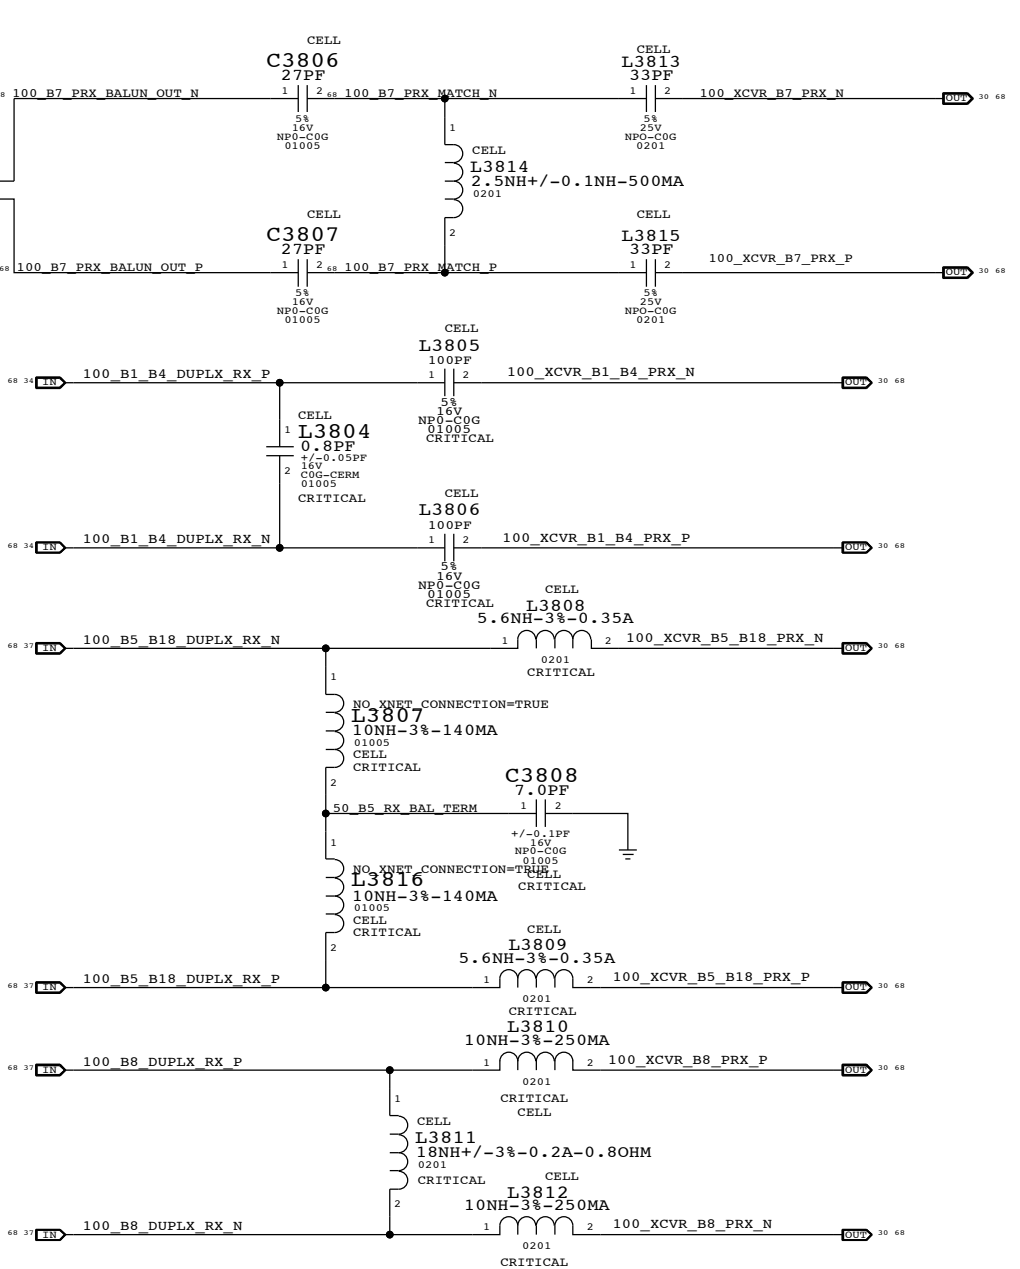 CELL
C3806
27PF
8 100_B7_PRX_BALUN_OUT_N 1 2 68 100_B7_PRX_MATCH_N
5%
16V
NP0-C0G
01005
CELL
L3813
33PF
1 2 100_XCVR_B7_PRX_N OUT 30 68
5%
25V
NPO-C0G
0201
1
CELL
L3814
2.5NH+/-0.1NH-500MA
0201
2
CELL
C3807
27PF
68 100_B7_PRX_BALUN_OUT_P 1 2 68 100_B7_PRX_MATCH_P
5%
16V
NP0-C0G
01005
CELL
L3815
33PF
1 2 100_XCVR_B7_PRX_P OUT 30 68
5%
25V
NPO-C0G
0201
CELL
L3805
100PF
68 34 IN 100_B1_B4_DUPLX_RX_P 1 2 100_XCVR_B1_B4_PRX_N OUT 30 68
5%
16V
NP0-C0G
01005
CRITICAL
CELL
1 L3804
0.8PF
+/-0.05PF
16V
2 C0G-CERM
01005
CRITICAL
CELL
L3806
100PF
68 34 IN 100_B1_B4_DUPLX_RX_N 1 2 100_XCVR_B1_B4_PRX_P OUT 30 68
5%
16V
NP0-C0G
01005
CRITICAL
CELL
L3808
5.6NH-3%-0.35A
68 37 IN 100_B5_B18_DUPLX_RX_N 1 2 100_XCVR_B5_B18_PRX_N OUT 30 68
0201
CRITICAL
1
NO_XNET_CONNECTION=TRUE
L3807
10NH-3%-140MA
01005
CELL
CRITICAL
2
C3808
7.0PF
50_B5_RX_BAL_TERM 1 2
+/-0.1PF
16V
NP0-C0G
01005
CELL
CRITICAL
1
NO_XNET_CONNECTION=TRUE
L3816
10NH-3%-140MA
01005
CELL
CRITICAL
2
CELL
L3809
5.6NH-3%-0.35A
68 37 IN 100_B5_B18_DUPLX_RX_P 1 2 100_XCVR_B5_B18_PRX_P OUT 30 68
0201
CRITICAL
L3810
10NH-3%-250MA
68 37 IN 100_B8_DUPLX_RX_P 1 2 100_XCVR_B8_PRX_P OUT 30 68
0201
CRITICAL
CELL
1
CELL
L3811
18NH+/-3%-0.2A-0.8OHM
0201
CRITICAL
2
CELL
L3812
10NH-3%-250MA
68 37 IN 100_B8_DUPLX_RX_N 1 2 100_XCVR_B8_PRX_N OUT 30 68
0201
CRITICAL